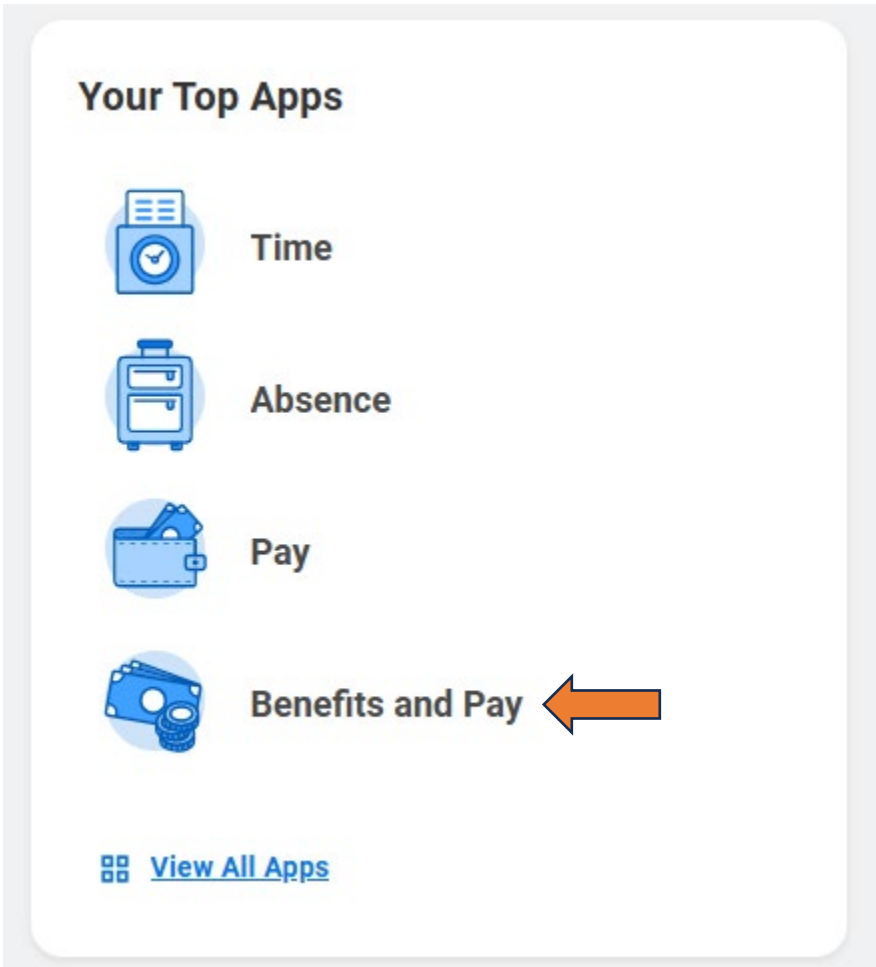 Your Top Apps
Time
Absence
Pay
Benefits and Pay
View All Apps